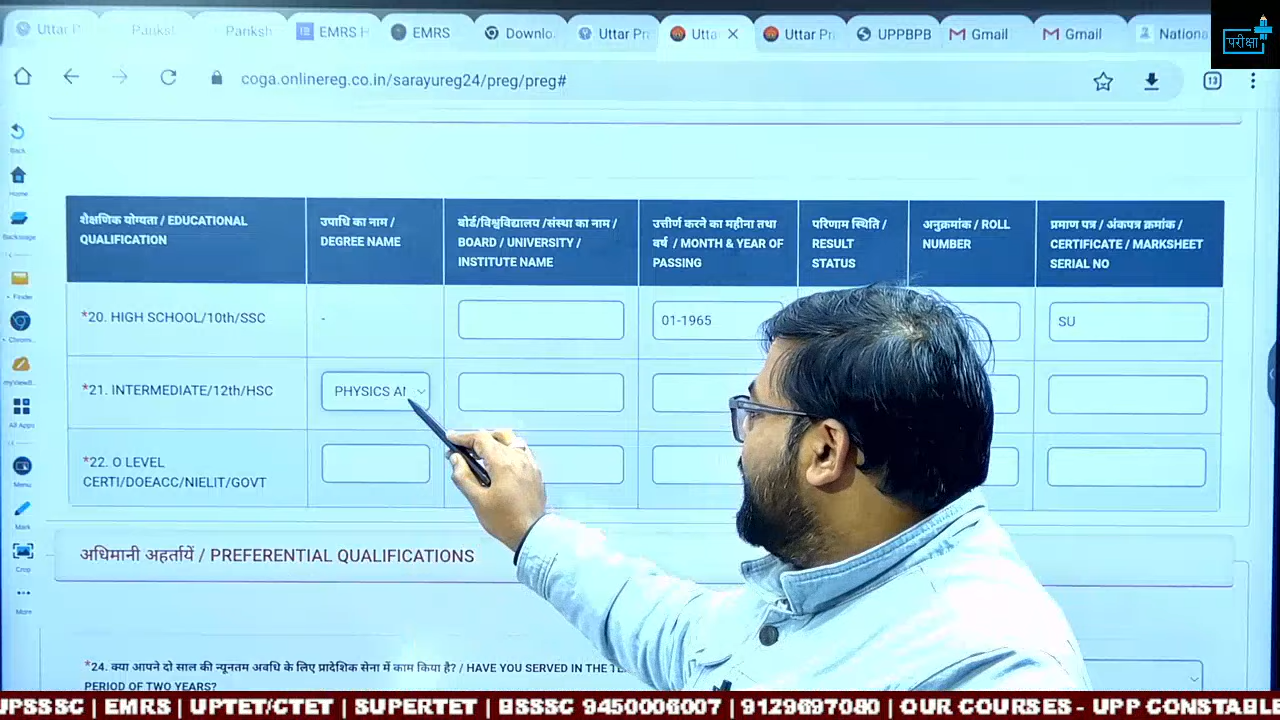 Uttar P
Pariksh
Pariksh
EMRS H
EMRS
Downlo
Uttar Pr
Utta
Uttar Pr
UPPBPB
Gmail
Gmail
Nationa
परीक्षा
coga.onlinereg.co.in/sarayureg24/preg/preg#
13
Back
Home
Backstage
Finder
Chromi
myViewB
All Apps
Menu
Mark
Crop
More
शैक्षणिक योग्यता / EDUCATIONAL
QUALIFICATION
उपाधि का नाम /
DEGREE NAME
बोर्ड/विश्वविद्यालय /संस्था का नाम /
BOARD / UNIVERSITY /
INSTITUTE NAME
उत्तीर्ण करने का महीना तथा
वर्ष / MONTH & YEAR OF
PASSING
परिणाम स्थिति /
RESULT
STATUS
अनुक्रमांक / ROLL
NUMBER
प्रमाण पत्र / अंकपत्र क्रमांक /
CERTIFICATE / MARKSHEET
SERIAL NO
*20. HIGH SCHOOL/10th/SSC
-
01-1965
SU
*21. INTERMEDIATE/12th/HSC
PHYSICS AN
*22. O LEVEL
CERTI/DOEACC/NIELIT/GOVT
अधिमानी अहर्तायें / PREFERENTIAL QUALIFICATIONS
*24. क्या आपने दो साल की न्यूनतम अवधि के लिए प्रादेशिक सेना में काम किया है? / HAVE YOU SERVED IN THE TE
PERIOD OF TWO YEARS?
UPSSSC | EMRS | UPTET/CTET | SUPERTET | BSSSC 9450006007 | 9129697080 | OUR COURSES - UPP CONSTABLE